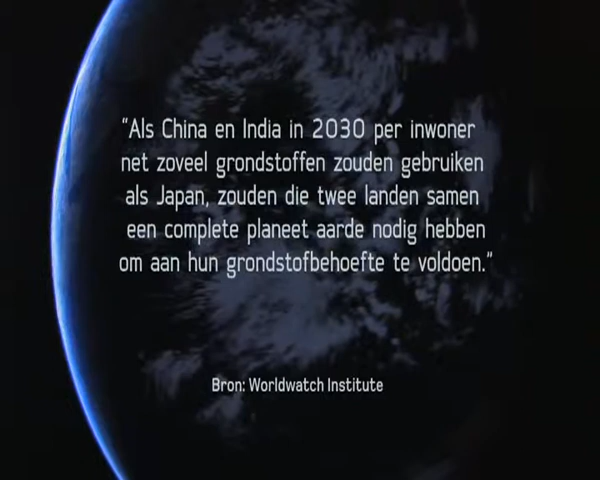 “Als China en India in 2030 per inwoner
net zoveel grondstoffen zouden gebruiken
als Japan, zouden die twee landen samen
een complete planeet aarde nodig hebben
om aan hun grondstofbehoefte te voldoen.”
Bron: Worldwatch Institute